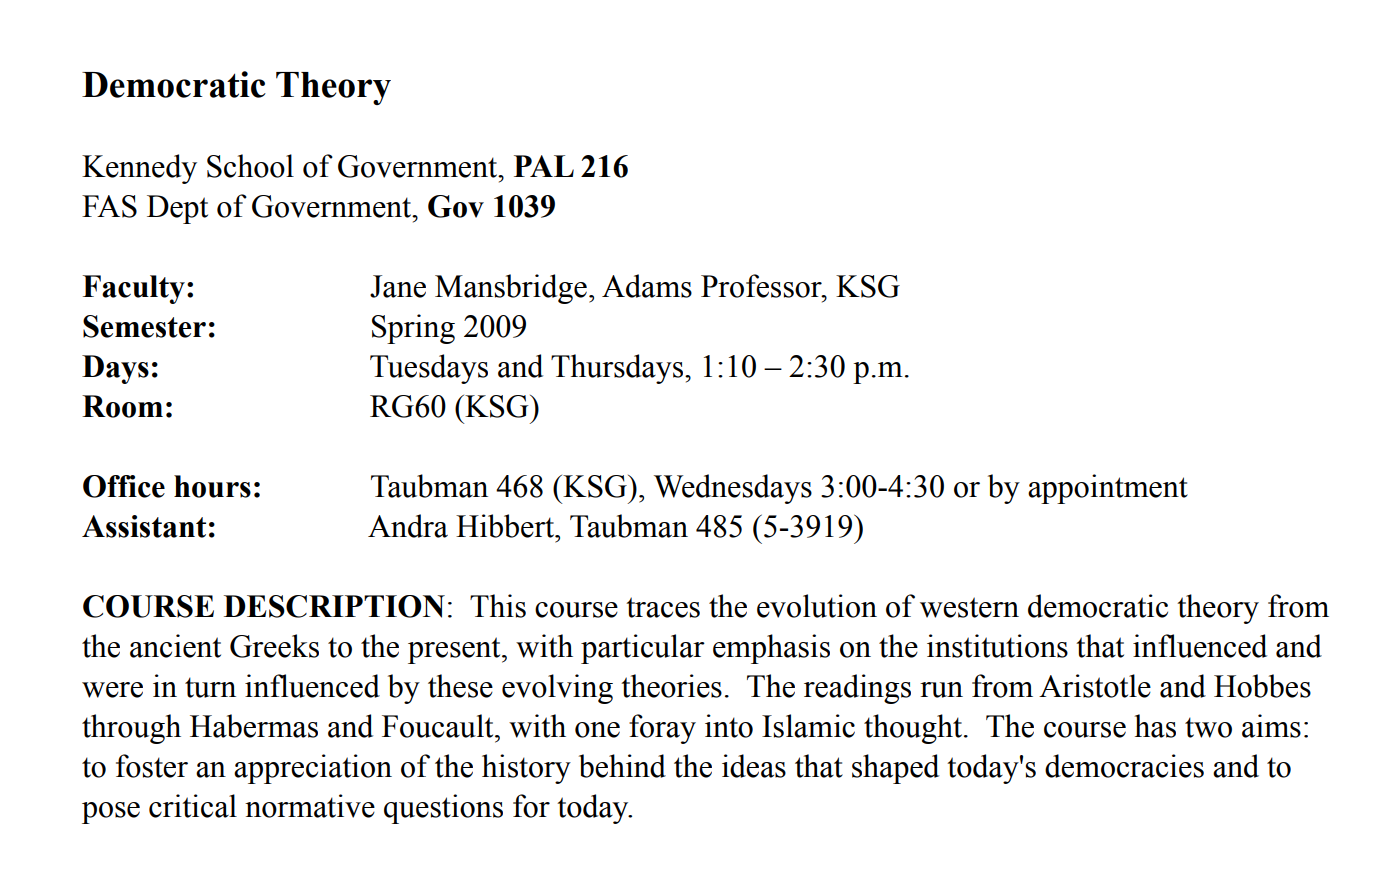 Democratic Theory
Kennedy School of Government, PAL 216
FAS Dept of Government, Gov 1039
Faculty: Jane Mansbridge, Adams Professor, KSG
Semester: Spring 2009
Days: Tuesdays and Thursdays, 1:10 – 2:30 p.m.
Room: RG60 (KSG)
Office hours: Taubman 468 (KSG), Wednesdays 3:00-4:30 or by appointment
Assistant: Andra Hibbert, Taubman 485 (5-3919)
COURSE DESCRIPTION:  This course traces the evolution of western democratic theory from
the ancient Greeks to the present, with particular emphasis on the institutions that influenced and
were in turn influenced by these evolving theories.  The readings run from Aristotle and Hobbes
through Habermas and Foucault, with one foray into Islamic thought.  The course has two aims:
to foster an appreciation of the history behind the ideas that shaped today's democracies and to
pose critical normative questions for today.